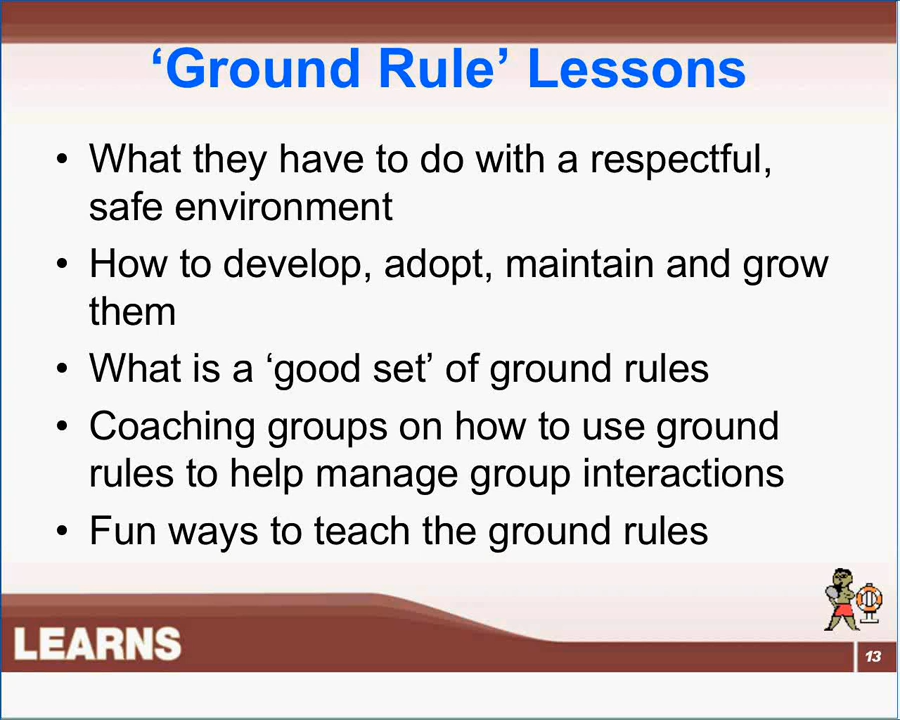 ‘Ground Rule’ Lessons
• What they have to do with a respectful,
safe environment
• How to develop, adopt, maintain and grow
them
• What is a ‘good set’ of ground rules
• Coaching groups on how to use ground
rules to help manage group interactions
• Fun ways to teach the ground rules
LEARNS
13